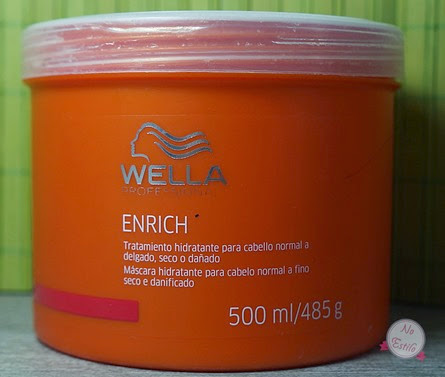 WELLA
PROFESSIONALS
ENRICH
Tratamiento hidratante para cabello normal a
delgado, seco o dañado
Máscara hidratante para cabelo normal a fino
seco e danificado
500 ml/485 g
No
Estilo